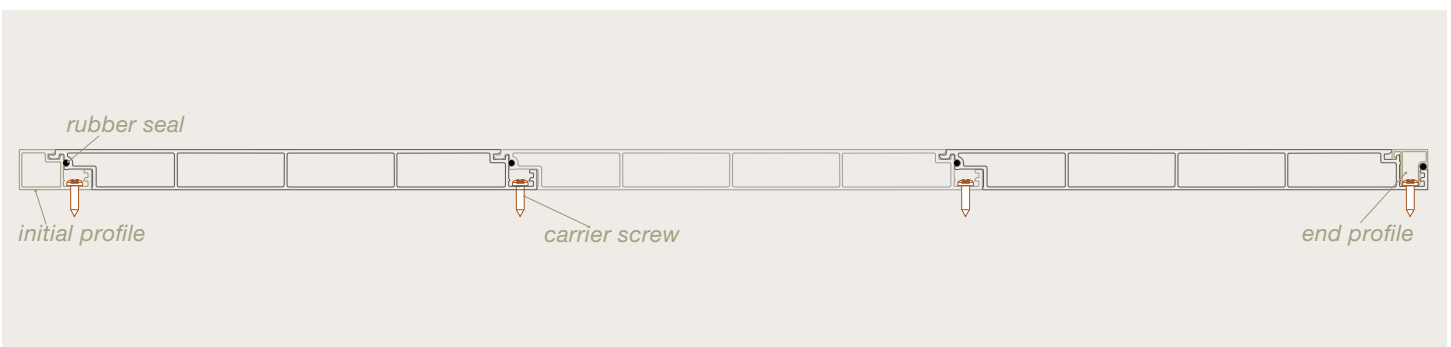 rubber seal
initial profile
carrier screw
end profile